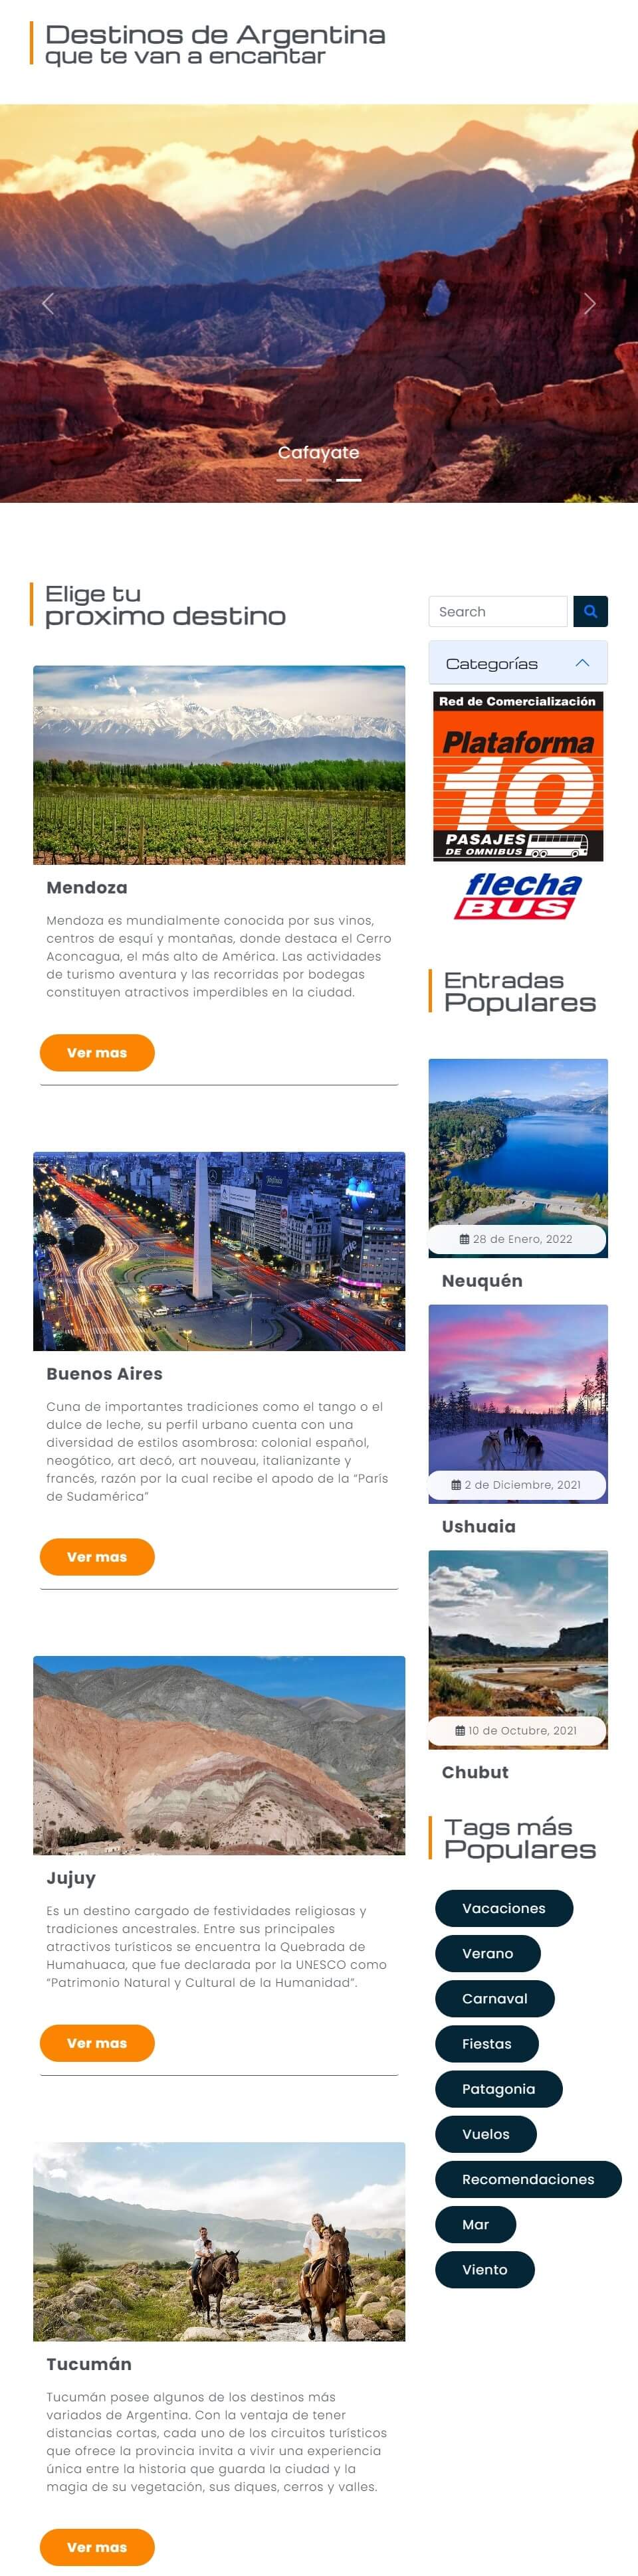 Destinos de Argentina
que te van a encantar
Cafayate
Elige tu
proximo destino
Mendoza
Mendoza es mundialmente conocida por sus vinos,
centros de esquí y montañas, donde destaca el Cerro
Aconcagua, el más alto de América. Las actividades
de turismo aventura y las recorridas por bodegas
constituyen atractivos imperdibles en la ciudad.
Ver mas
Buenos Aires
Cuna de importantes tradiciones como el tango o el
dulce de leche, su perfil urbano cuenta con una
diversidad de estilos asombrosa: colonial español,
neogótico, art decó, art nouveau, italianizante y
francés, razón por la cual recibe el apodo de la “París
de Sudamérica”
Ver mas
Jujuy
Es un destino cargado de festividades religiosas y
tradiciones ancestrales. Entre sus principales
atractivos turísticos se encuentra la Quebrada de
Humahuaca, que fue declarada por la UNESCO como
“Patrimonio Natural y Cultural de la Humanidad”.
Ver mas
Tucumán
Tucumán posee algunos de los destinos más
variados de Argentina. Con la ventaja de tener
distancias cortas, cada uno de los circuitos turísticos
que ofrece la provincia invita a vivir una experiencia
única entre la historia que guarda la ciudad y la
magia de su vegetación, sus diques, cerros y valles.
Ver mas
Search
Categorías
Red de Comercialización
Plataforma
10
PASAJES
DE OMNIBUS
flecha
BUS
Entradas
Populares
28 de Enero, 2022
Neuquén
2 de Diciembre, 2021
Ushuaia
10 de Octubre, 2021
Chubut
Tags más
Populares
Vacaciones
Verano
Carnaval
Fiestas
Patagonia
Vuelos
Recomendaciones
Mar
Viento